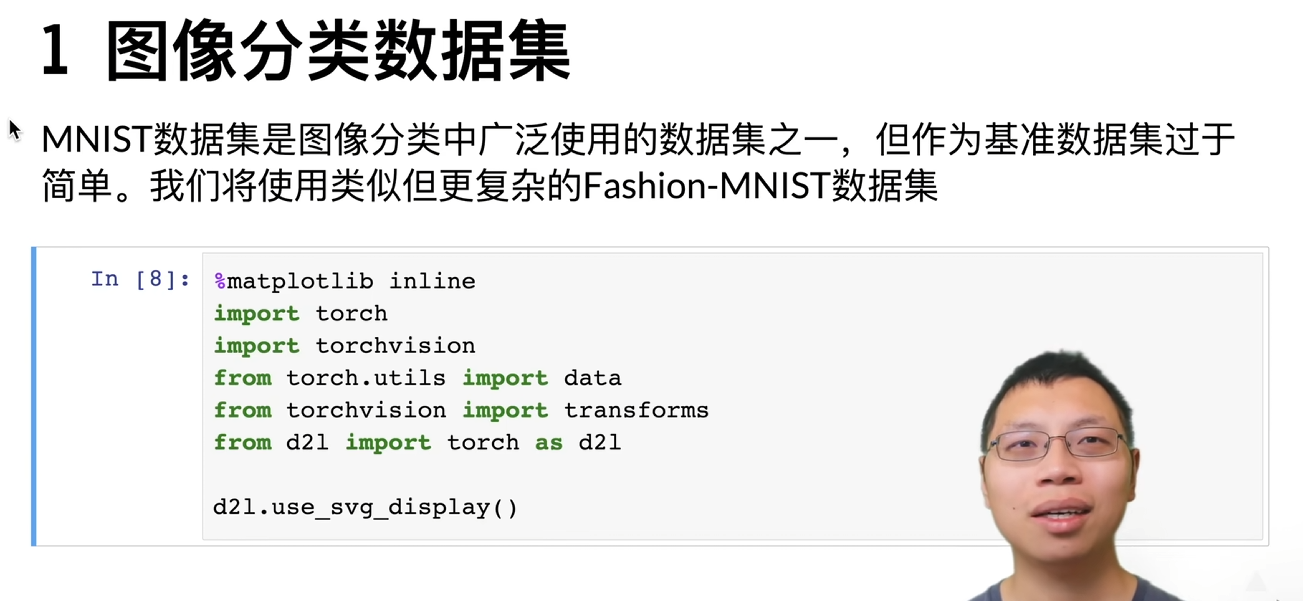 1 图像分类数据集
MNIST数据集是图像分类中广泛使用的数据集之一，但作为基准数据集过于
简单。我们将使用类似但更复杂的Fashion-MNIST数据集
In [8]: %matplotlib inline
import torch
import torchvision
from torch.utils import data
from torchvision import transforms
from d2l import torch as d2l
d2l.use_svg_display()